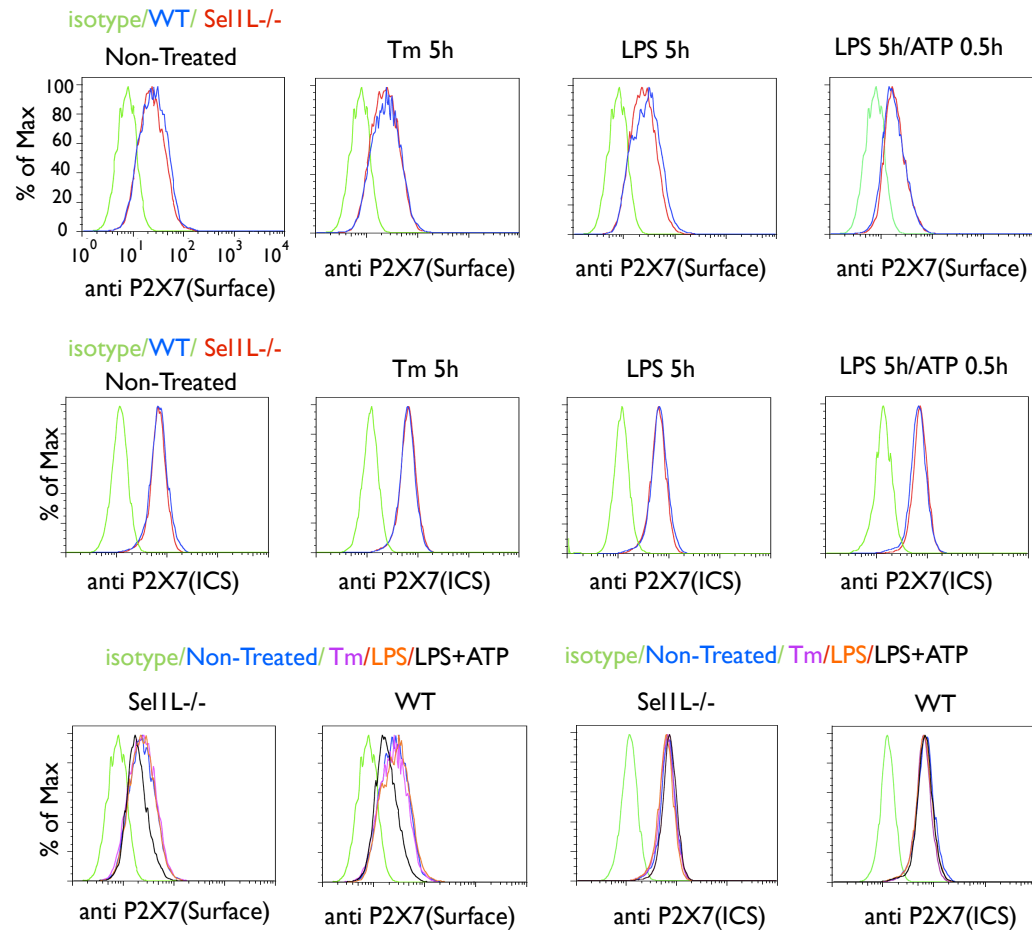 isotype/WT/ SelIL-/-
Non-Treated
Tm 5h
LPS 5h
LPS 5h/ATP 0.5h
% of Max
100
80
60
40
20
0
10^0 10^1 10^2 10^3 10^4
anti P2X7(Surface)
anti P2X7(Surface)
anti P2X7(Surface)
anti P2X7(Surface)
isotype/WT/ SelIL-/-
Non-Treated
Tm 5h
LPS 5h
LPS 5h/ATP 0.5h
% of Max
anti P2X7(ICS)
anti P2X7(ICS)
anti P2X7(ICS)
anti P2X7(ICS)
isotype/Non-Treated/ Tm/LPS/LPS+ATP
isotype/Non-Treated/ Tm/LPS/LPS+ATP
SelIL-/-
WT
SelIL-/-
WT
% of Max
anti P2X7(Surface)
anti P2X7(Surface)
anti P2X7(ICS)
anti P2X7(ICS)